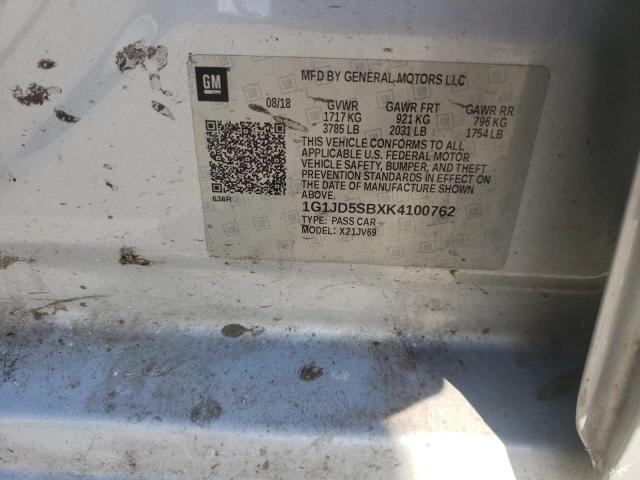 GM
MFD BY GENERAL MOTORS LLC
08/18 GVWR GAWR FRT GAWR RR
1717 KG 921 KG 796 KG
3785 LB 2031 LB 1754 LB
THIS VEHICLE CONFORMS TO ALL
APPLICABLE U.S. FEDERAL MOTOR
VEHICLE SAFETY, BUMPER, AND THEFT
PREVENTION STANDARDS IN EFFECT ON
THE DATE OF MANUFACTURE SHOWN
ABOVE.
636R
1G1JD5SBXK4100762
TYPE: PASS CAR
MODEL: X21JV69